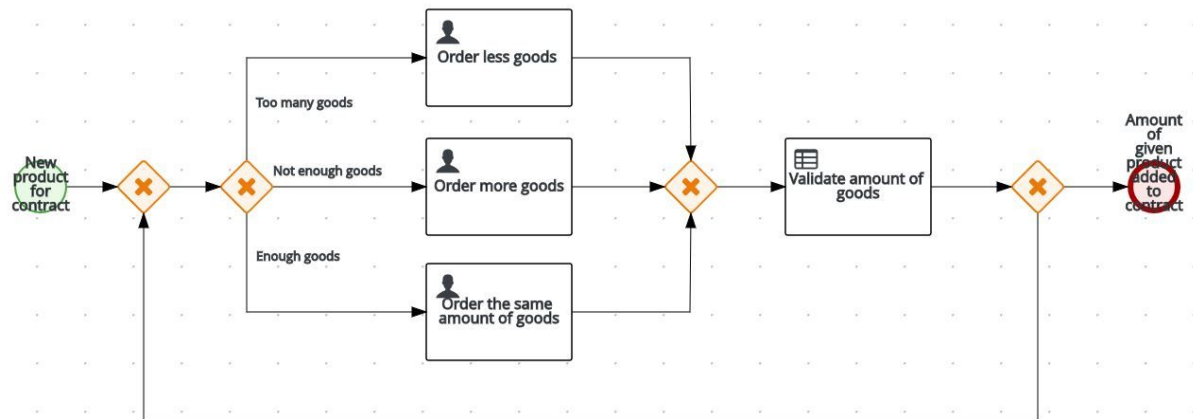 New
product
for
contract
Too many goods
Not enough goods
Enough goods
Order less goods
Order more goods
Order the same
amount of goods
Validate amount of
goods
Amount
of
given
product
added
to
contract